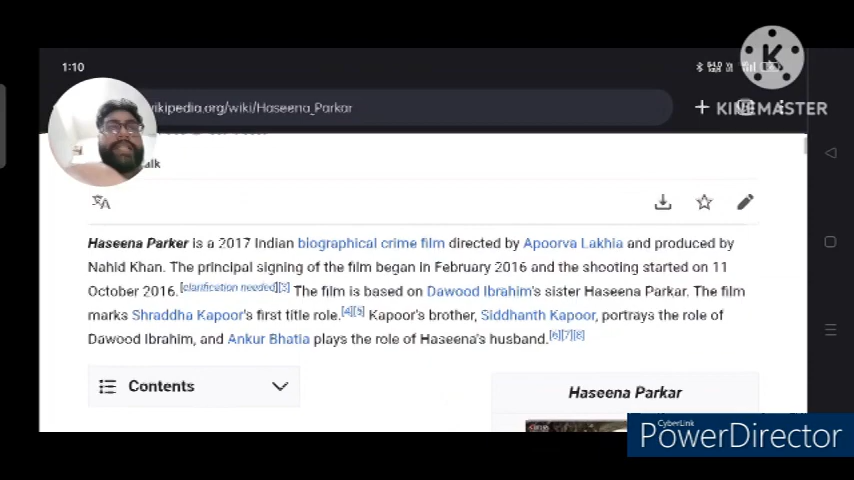 1:10
K
KINEMASTER
wikipedia.org/wiki/Haseena_Parkar
alk
Haseena Parker is a 2017 Indian biographical crime film directed by Apoorva Lakhia and produced by
Nahid Khan. The principal signing of the film began in February 2016 and the shooting started on 11
October 2016.[clarification needed][3] The film is based on Dawood Ibrahim's sister Haseena Parkar. The film
marks Shraddha Kapoor's first title role.[4][5] Kapoor's brother, Siddhanth Kapoor, portrays the role of
Dawood Ibrahim, and Ankur Bhatia plays the role of Haseena's husband.[6][7][8]
Contents
Haseena Parkar
CyberLink
PowerDirector